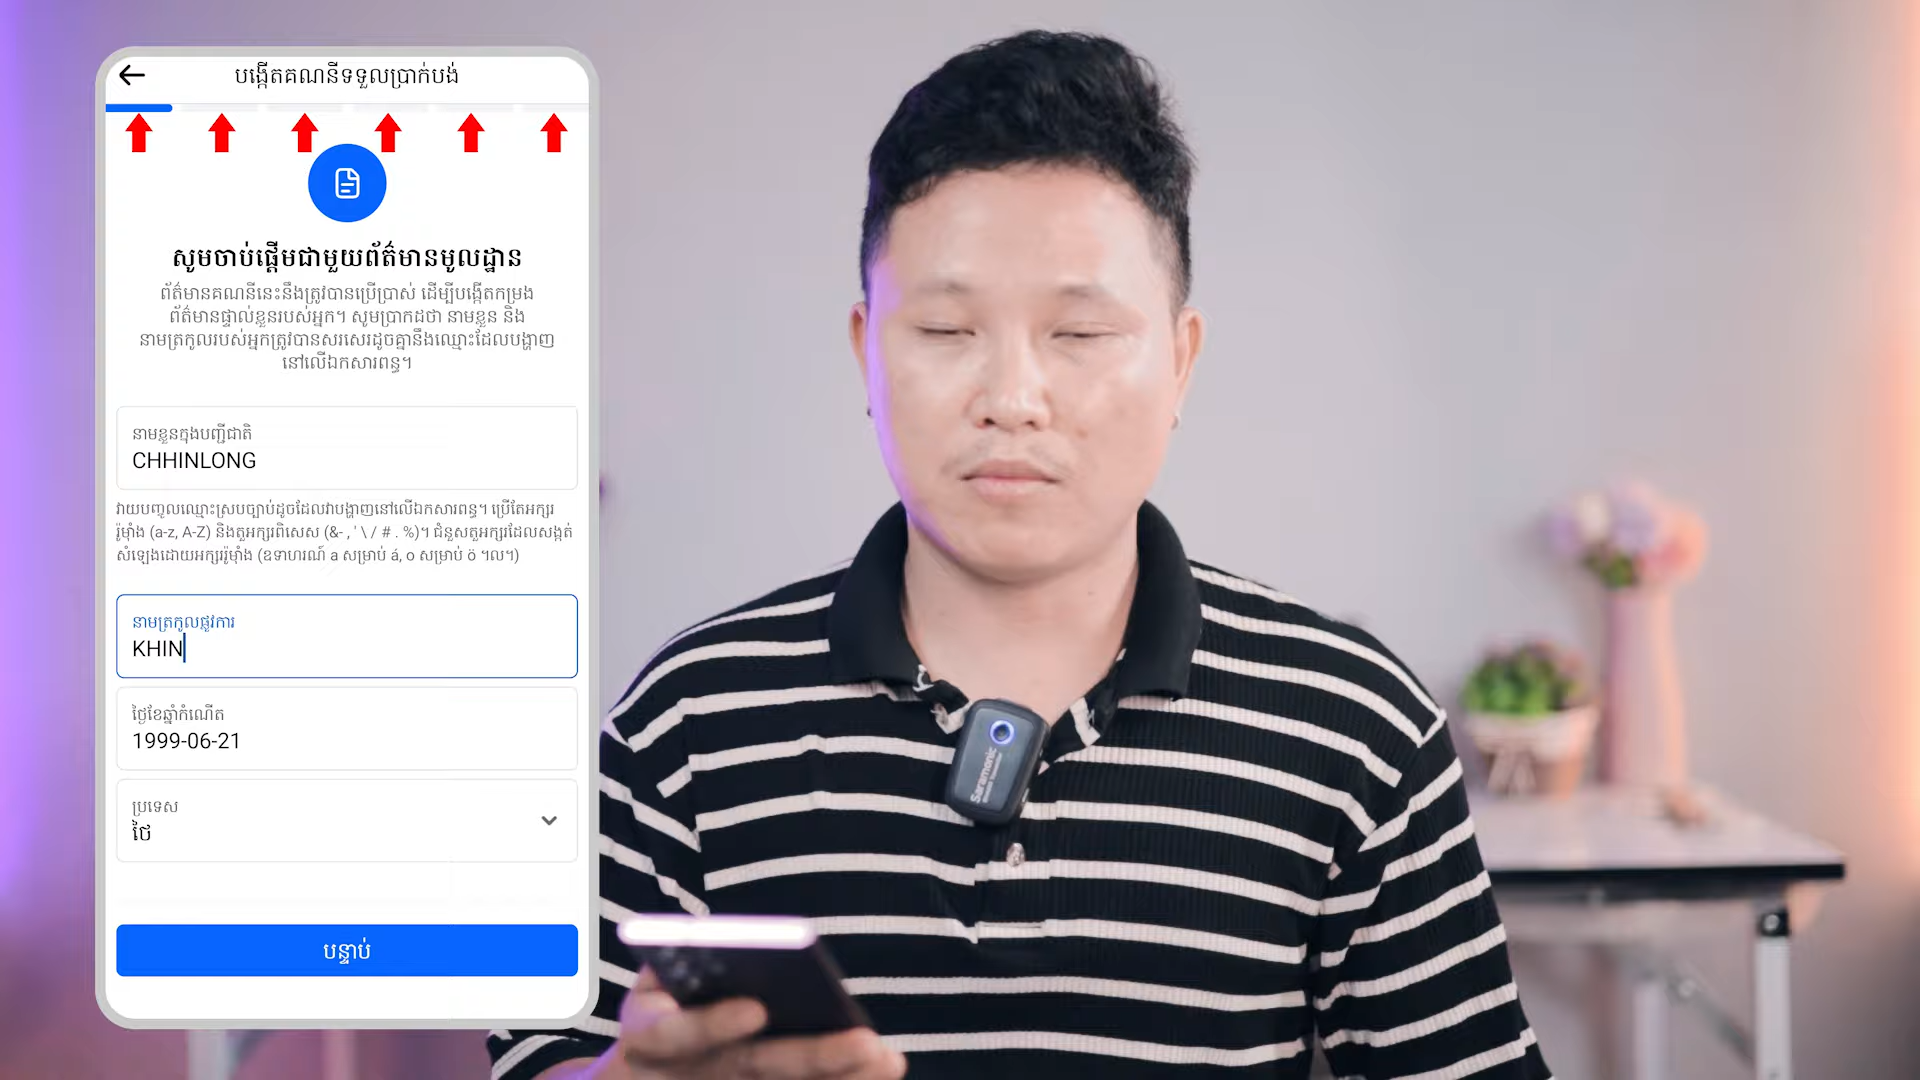 បង្កើតគណនីទទួលប្រាក់បង់
សូមចាប់ផ្តើមជាមួយព័ត៌មានមូលដ្ឋាន
ព័ត៌មានគណនីនេះនឹងត្រូវបានប្រើប្រាស់ ដើម្បីបង្កើតកម្រង
ព័ត៌មានផ្ទាល់ខ្លួនរបស់អ្នក។ សូមប្រាកដថា នាមខ្លួន និង
នាមត្រកូលរបស់អ្នកត្រូវបានសរសេរដូចគ្នានឹងឈ្មោះដែលបង្ហាញ
នៅលើឯកសារពន្ធ។
នាមខ្លួនក្នុងបញ្ជីជាតិ
CHHINLONG
វាយបញ្ចូលឈ្មោះស្របច្បាប់ដូចដែលវាបង្ហាញនៅលើឯកសារពន្ធ។ ប្រើតែអក្សរ
រ៉ូម៉ាំង (a-z, A-Z) និងតួអក្សរពិសេស (&- , ' \ / # . %)។ ជំនួសតួអក្សរដែលសង្កត់
សំឡេងដោយអក្សររ៉ូម៉ាំង (ឧទាហរណ៍ a សម្រាប់ á, o សម្រាប់ ö ។ល។)
នាមត្រកូលផ្លូវការ
KHIN
ថ្ងៃខែឆ្នាំកំណើត
1999-06-21
ប្រទេស
ថៃ
បន្ទាប់
Saramonic